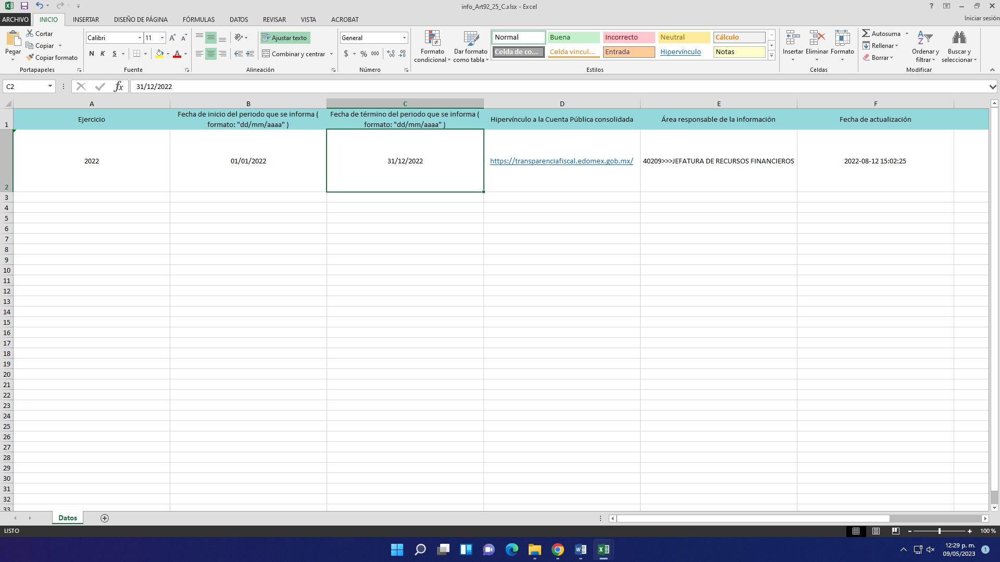 info_Art92_25_C.xlsx - Excel
ARCHIVO INICIO INSERTAR DISEÑO DE PÁGINA FÓRMULAS DATOS REVISAR VISTA ACROBAT
Iniciar sesión
Pegar
Cortar
Copiar
Copiar formato
Portapapeles
Calibri 11
N K S
Fuente
Ajustar texto
Combinar y centrar
Alineación
General
$ % 000
Número
Formato condicional
Dar formato como tabla
Normal Buena Incorrecto Neutral Cálculo
Celda de co... Celda vincul... Entrada Hipervínculo Notas
Estilos
Insertar Eliminar Formato
Celdas
Autosuma
Rellenar
Borrar
Ordenar y filtrar
Buscar y seleccionar
Modificar
C2 fx 31/12/2022
A B C D E F
1 Ejercicio
Fecha de inicio del periodo que se informa (
formato: "dd/mm/aaaa" )
Fecha de término del periodo que se informa (
formato: "dd/mm/aaaa" )
Hipervínculo a la Cuenta Pública consolidada
Área responsable de la información
Fecha de actualización
2 2022 01/01/2022 31/12/2022 https://transparenciafiscal.edomex.gob.mx/ 40209>>>JEFATURA DE RECURSOS FINANCIEROS 2022-08-12 15:02:25
3
4
5
6
7
8
9
10
11
12
13
14
15
16
17
18
19
20
21
22
23
24
25
26
27
28
29
30
31
32
33
Datos
LISTO
100 %
12:29 p. m.
09/05/2023
1